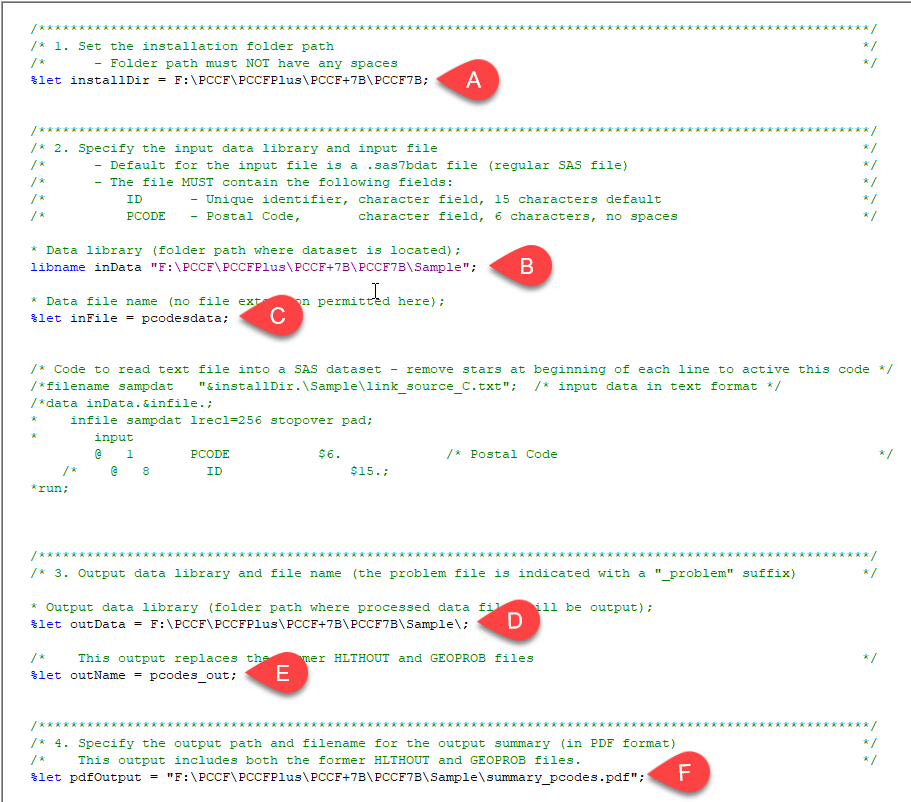 /****************************************************************************************************/
/* 1. Set the installation folder path */
/* - Folder path must NOT have any spaces */
%let installDir = F:\PCCF\PCCFPlus\PCCF+7B\PCCF7B; A
/****************************************************************************************************/
/* 2. Specify the input data library and input file */
/* - Default for the input file is a .sas7bdat file (regular SAS file) */
/* - The file MUST contain the following fields: */
/* ID - Unique identifier, character field, 15 characters default */
/* PCODE - Postal Code, character field, 6 characters, no spaces */
* Data library (folder path where dataset is located);
libname inData "F:\PCCF\PCCFPlus\PCCF+7B\PCCF7B\Sample"; B
* Data file name (no file ext on permitted here);
%let inFile = pcodesdata; C
/* Code to read text file into a SAS dataset - remove stars at beginning of each line to active this code */
/*filename sampdat "&installDir.\Sample\link_source_C.txt"; /* input data in text format */
/*data inData.&infile.;
* infile sampdat lrecl=256 stopover pad;
* input
@ 1 PCODE $6. /* Postal Code */
/* @ 8 ID $15.;
*run;
/****************************************************************************************************/
/* 3. Output data library and file name (the problem file is indicated with a "_problem" suffix) */
* Output data library (folder path where processed data fil ill be output);
%let outData = F:\PCCF\PCCFPlus\PCCF+7B\PCCF7B\Sample\; D
/* This output replaces the mer HLTHOUT and GEOPROB files */
%let outName = pcodes_out; E
/****************************************************************************************************/
/* 4. Specify the output path and filename for the output summary (in PDF format) */
/* This output includes both the former HLTHOUT and GEOPROB files. */
%let pdfOutput = "F:\PCCF\PCCFPlus\PCCF+7B\PCCF7B\Sample\summary_pcodes.pdf"; F